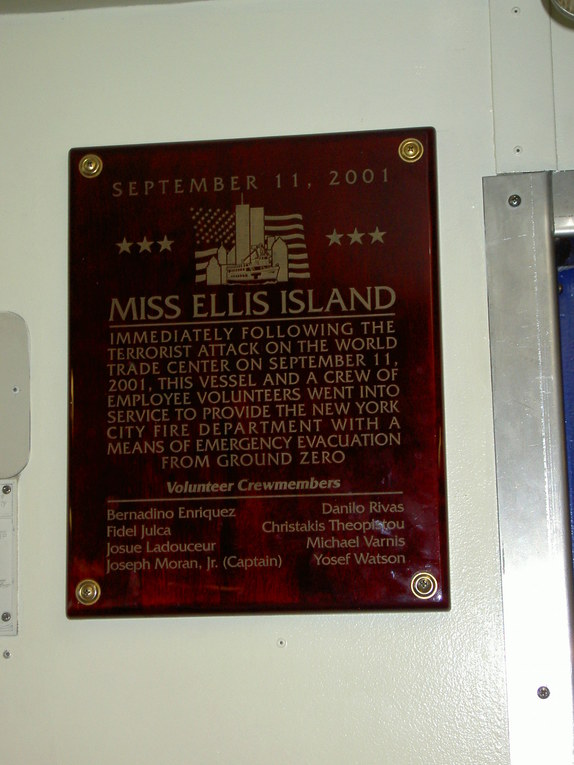 SEPTEMBER 11, 2001
MISS ELLIS ISLAND
IMMEDIATELY FOLLOWING THE
TERRORIST ATTACK ON THE WORLD
TRADE CENTER ON SEPTEMBER 11,
2001, THIS VESSEL AND A CREW OF
EMPLOYEE VOLUNTEERS WENT INTO
SERVICE TO PROVIDE THE NEW YORK
CITY FIRE DEPARTMENT WITH A
MEANS OF EMERGENCY EVACUATION
FROM GROUND ZERO
Volunteer Crewmembers
Bernadino Enriquez Danilo Rivas
Fidel Julca Christakis Theopistou
Josue Ladouceur Michael Varnis
Joseph Moran, Jr. (Captain) Yosef Watson